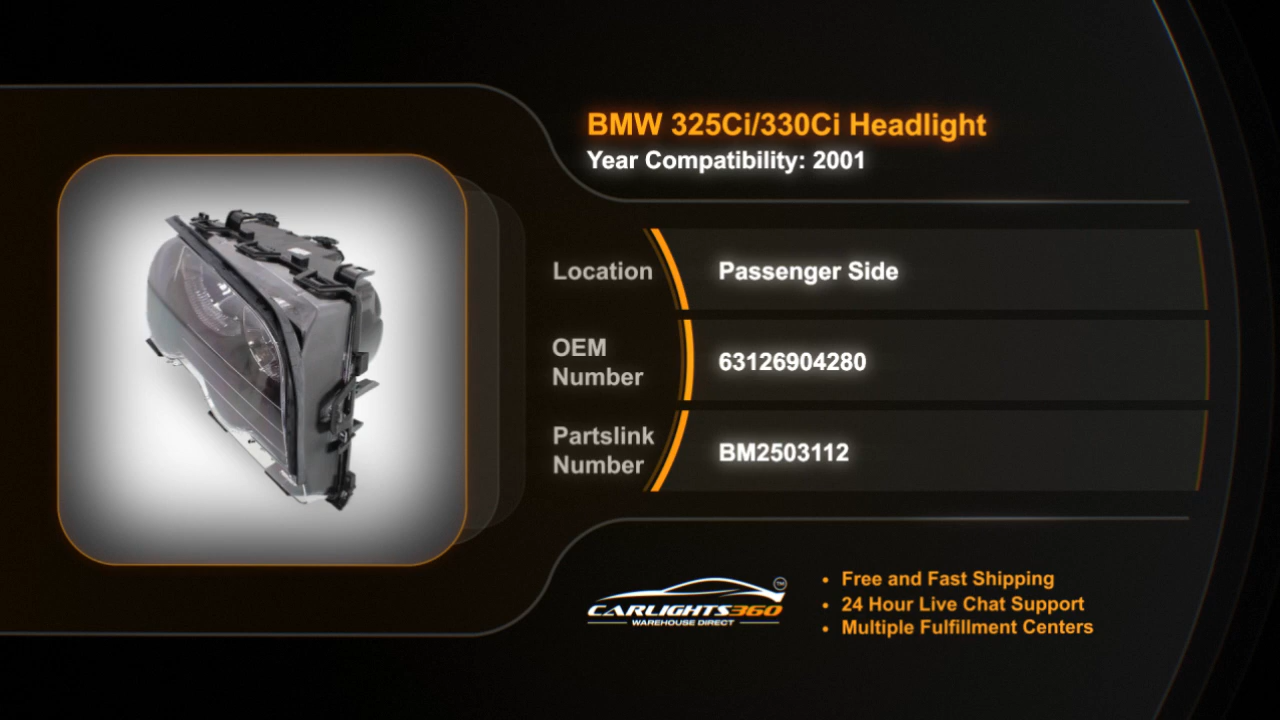 BMW 325Ci/330Ci Headlight
Year Compatibility: 2001
Location
Passenger Side
OEM
Number
63126904280
Partslink
Number
BM2503112
CARLIGHTS360
TM
WAREHOUSE DIRECT
• Free and Fast Shipping
• 24 Hour Live Chat Support
• Multiple Fulfillment Centers